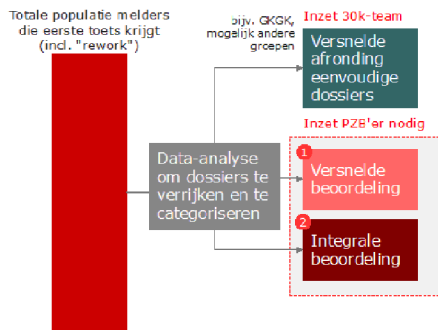 Totale populatie melders
die eerste toets krijgt
(incl. "rework")
bijv. GKGK,
mogelijk andere
groepen
Inzet 30k-team
Versnelde
afronding
eenvoudige
dossiers
Inzet PZB'er nodig
Data-analyse
om dossiers te
verrijken en te
categoriseren
1
Versnelde
beoordeling
2
Integrale
beoordeling